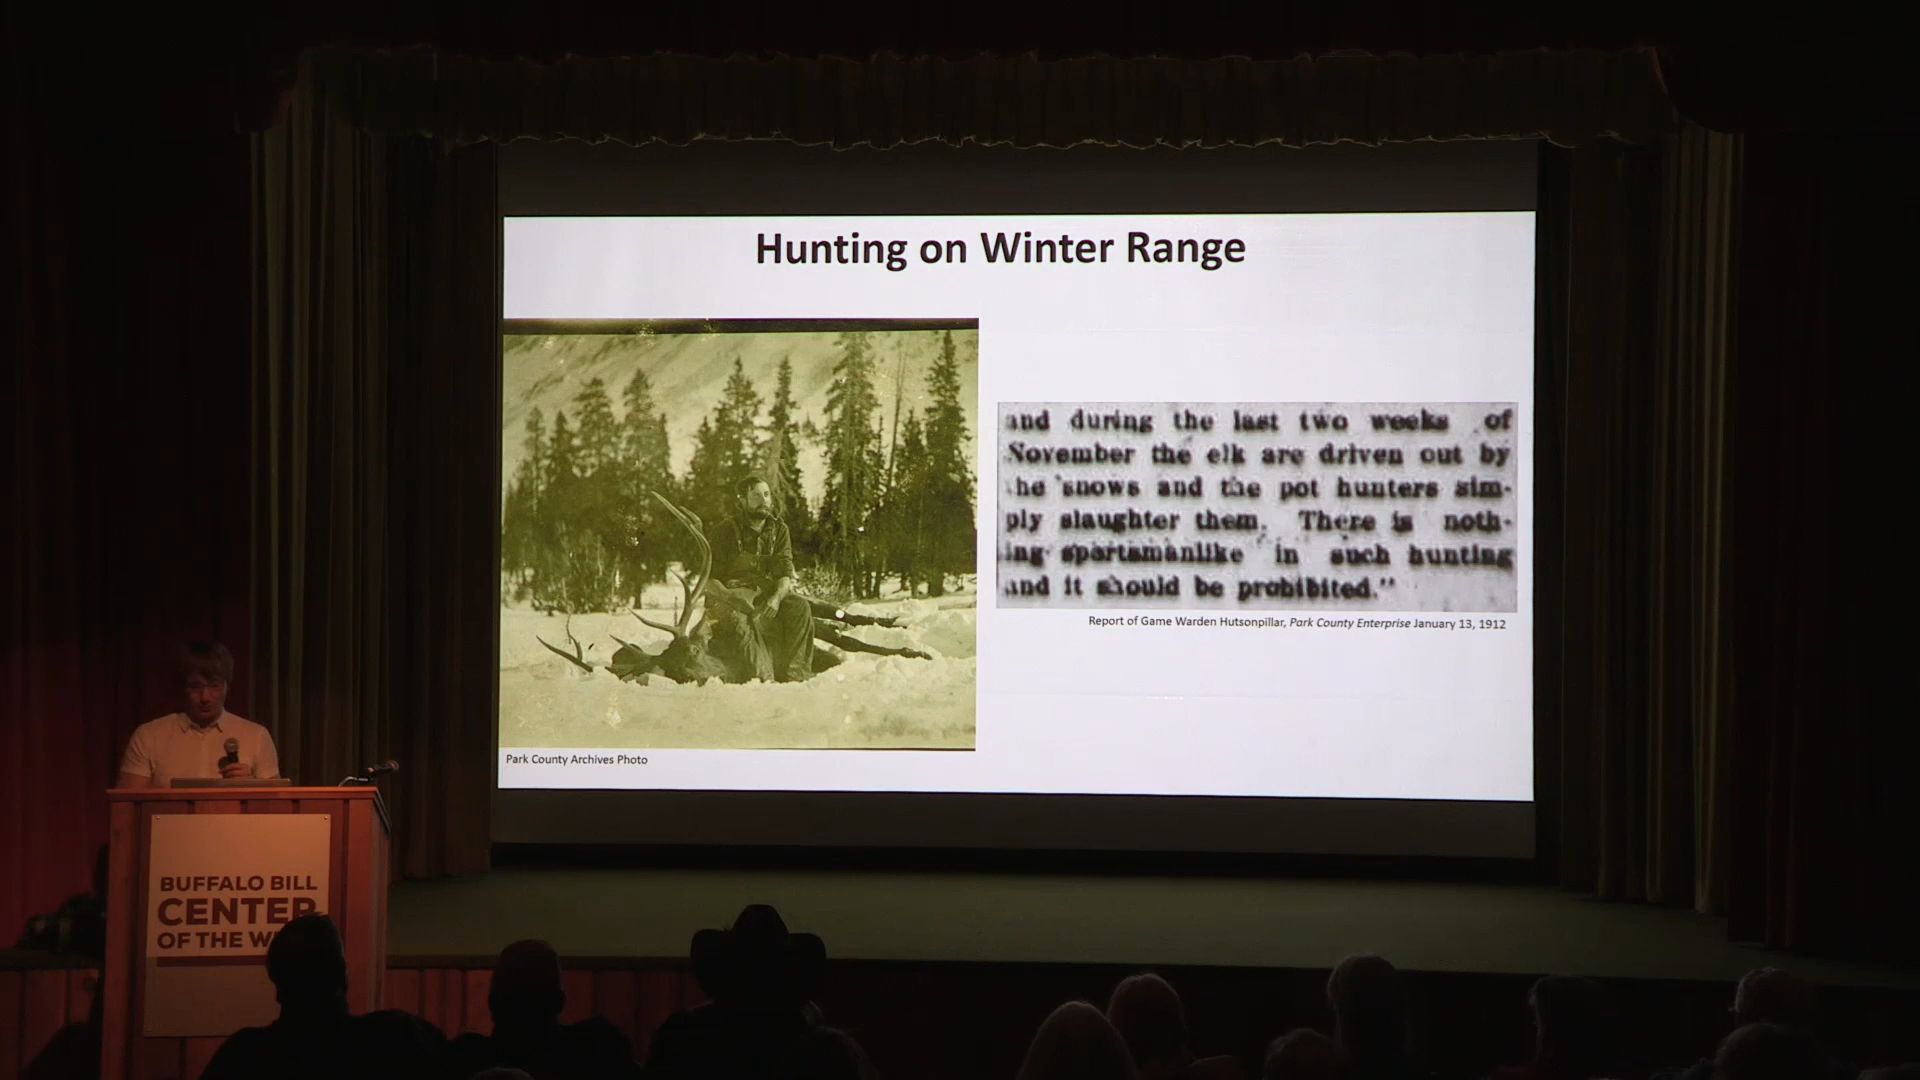 Hunting on Winter Range
and during the last two weeks of
November the elk are driven out by
he snows and the pot hunters sim-
ply slaughter them. There is noth-
ing spartsmanlike in such hunting
and it should be prohibited."
Report of Game Warden Hutsonpillar, Park County Enterprise January 13, 1912
Park County Archives Photo
BUFFALO BILL
CENTER
OF THE W